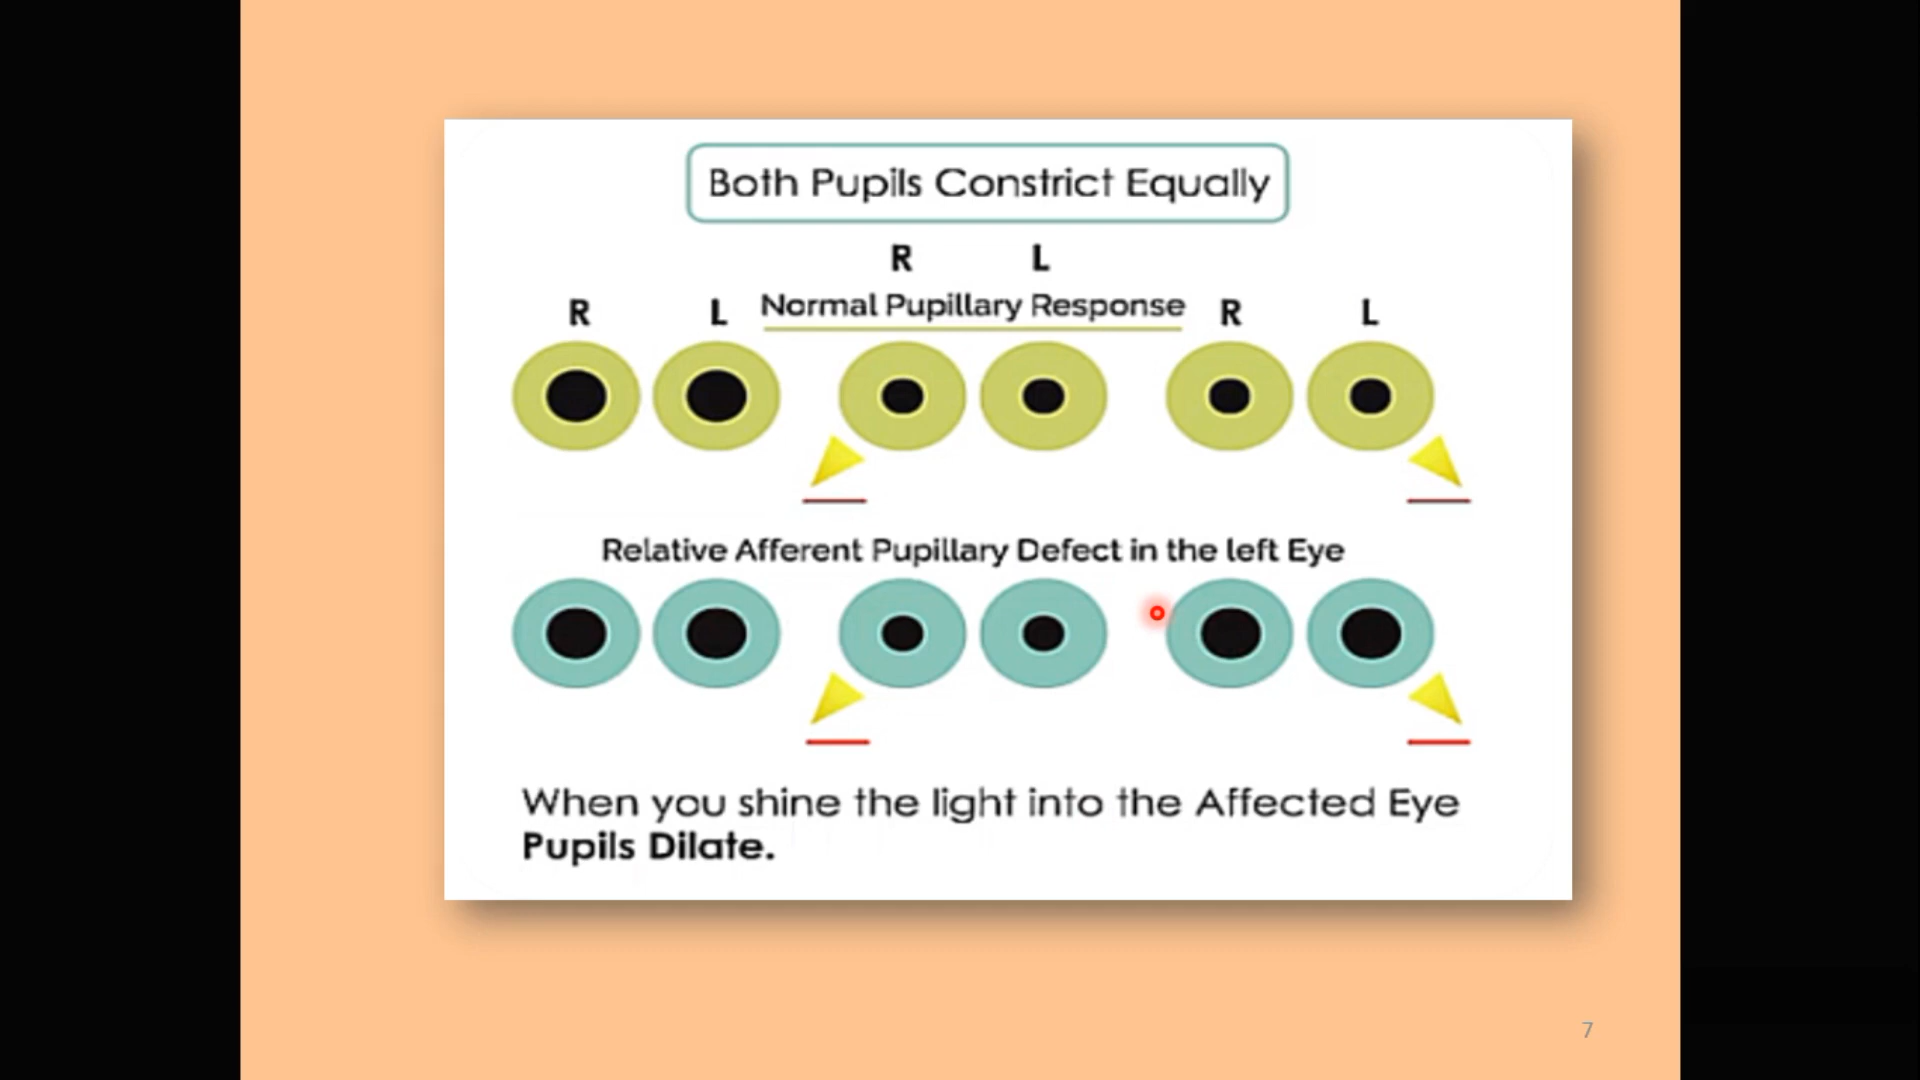 Both Pupils Constrict Equally
R L
R L Normal Pupillary Response R L
Relative Afferent Pupillary Defect in the left Eye
When you shine the light into the Affected Eye
Pupils Dilate.
7